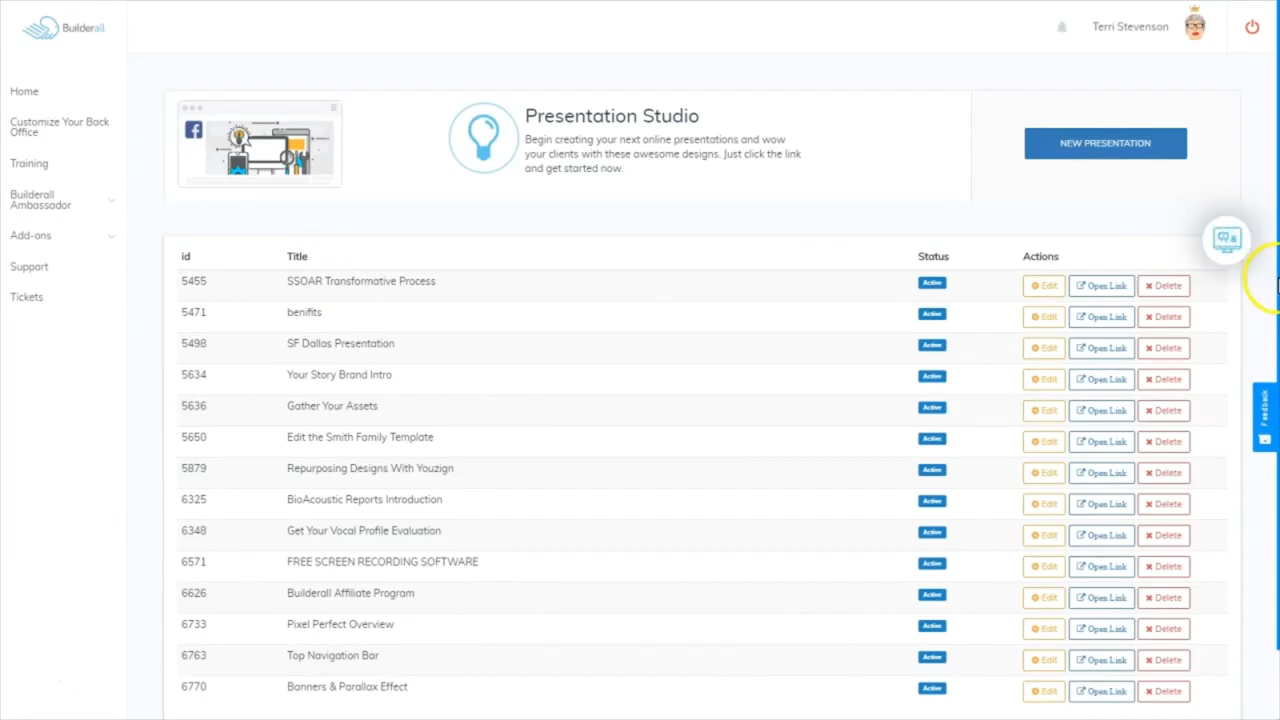 Builderall
Terri Stevenson
Home
Customize Your Back
Office
Training
Builderall
Ambassador
Add-ons
Support
Tickets
Presentation Studio
Begin creating your next online presentations and wow
your clients with these awesome designs. Just click the link
and get started now.
NEW PRESENTATION
id Title Status Actions
5455 SSOAR Transformative Process Active Edit Open Link Delete
5471 benifits Active Edit Open Link Delete
5498 SF Dallas Presentation Active Edit Open Link Delete
5634 Your Story Brand Intro Active Edit Open Link Delete
5636 Gather Your Assets Active Edit Open Link Delete
5650 Edit the Smith Family Template Active Edit Open Link Delete
5879 Repurposing Designs With Youzign Active Edit Open Link Delete
6325 BioAcoustic Reports Introduction Active Edit Open Link Delete
6348 Get Your Vocal Profile Evaluation Active Edit Open Link Delete
6571 FREE SCREEN RECORDING SOFTWARE Active Edit Open Link Delete
6626 Builderall Affiliate Program Active Edit Open Link Delete
6733 Pixel Perfect Overview Active Edit Open Link Delete
6763 Top Navigation Bar Active Edit Open Link Delete
6770 Banners & Parallax Effect Active Edit Open Link Delete
Feedback